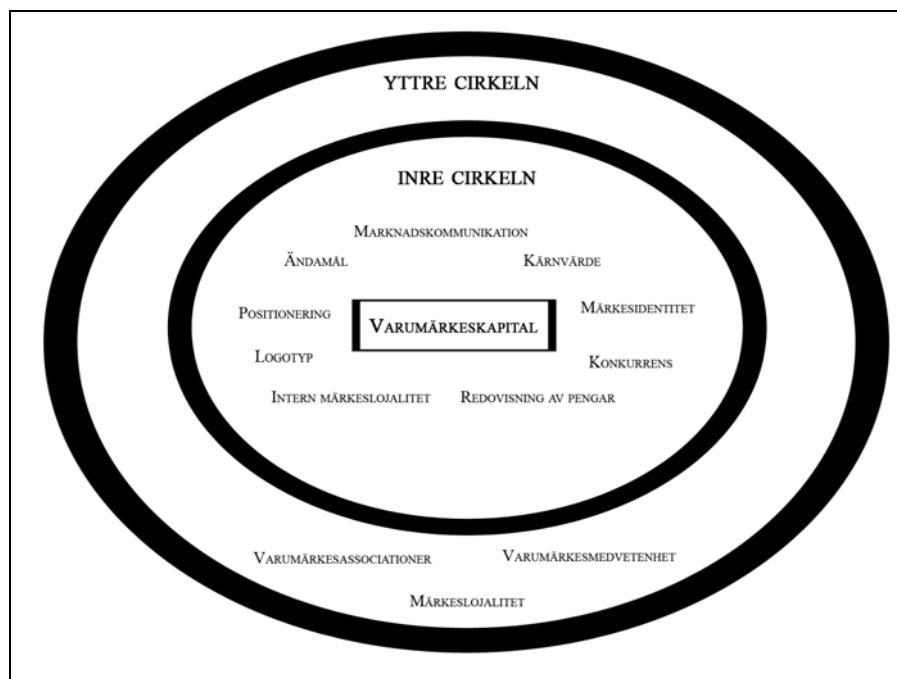 YTTRE CIRKELN
INRE CIRKELN
MARKNADSKOMMUNIKATION
ÄNDAMÅL KÄRNVÄRDE
POSITIONERING VARUMÄRKESKAPITAL MÄRKESIDENTITET
LOGOTYP KONKURRENS
INTERN MÄRKESLOJALITET REDOVISNING AV PENGAR
VARUMÄRKESASSOCIATIONER VARUMÄRKESMEDVETENHET
MÄRKESLOJALITET